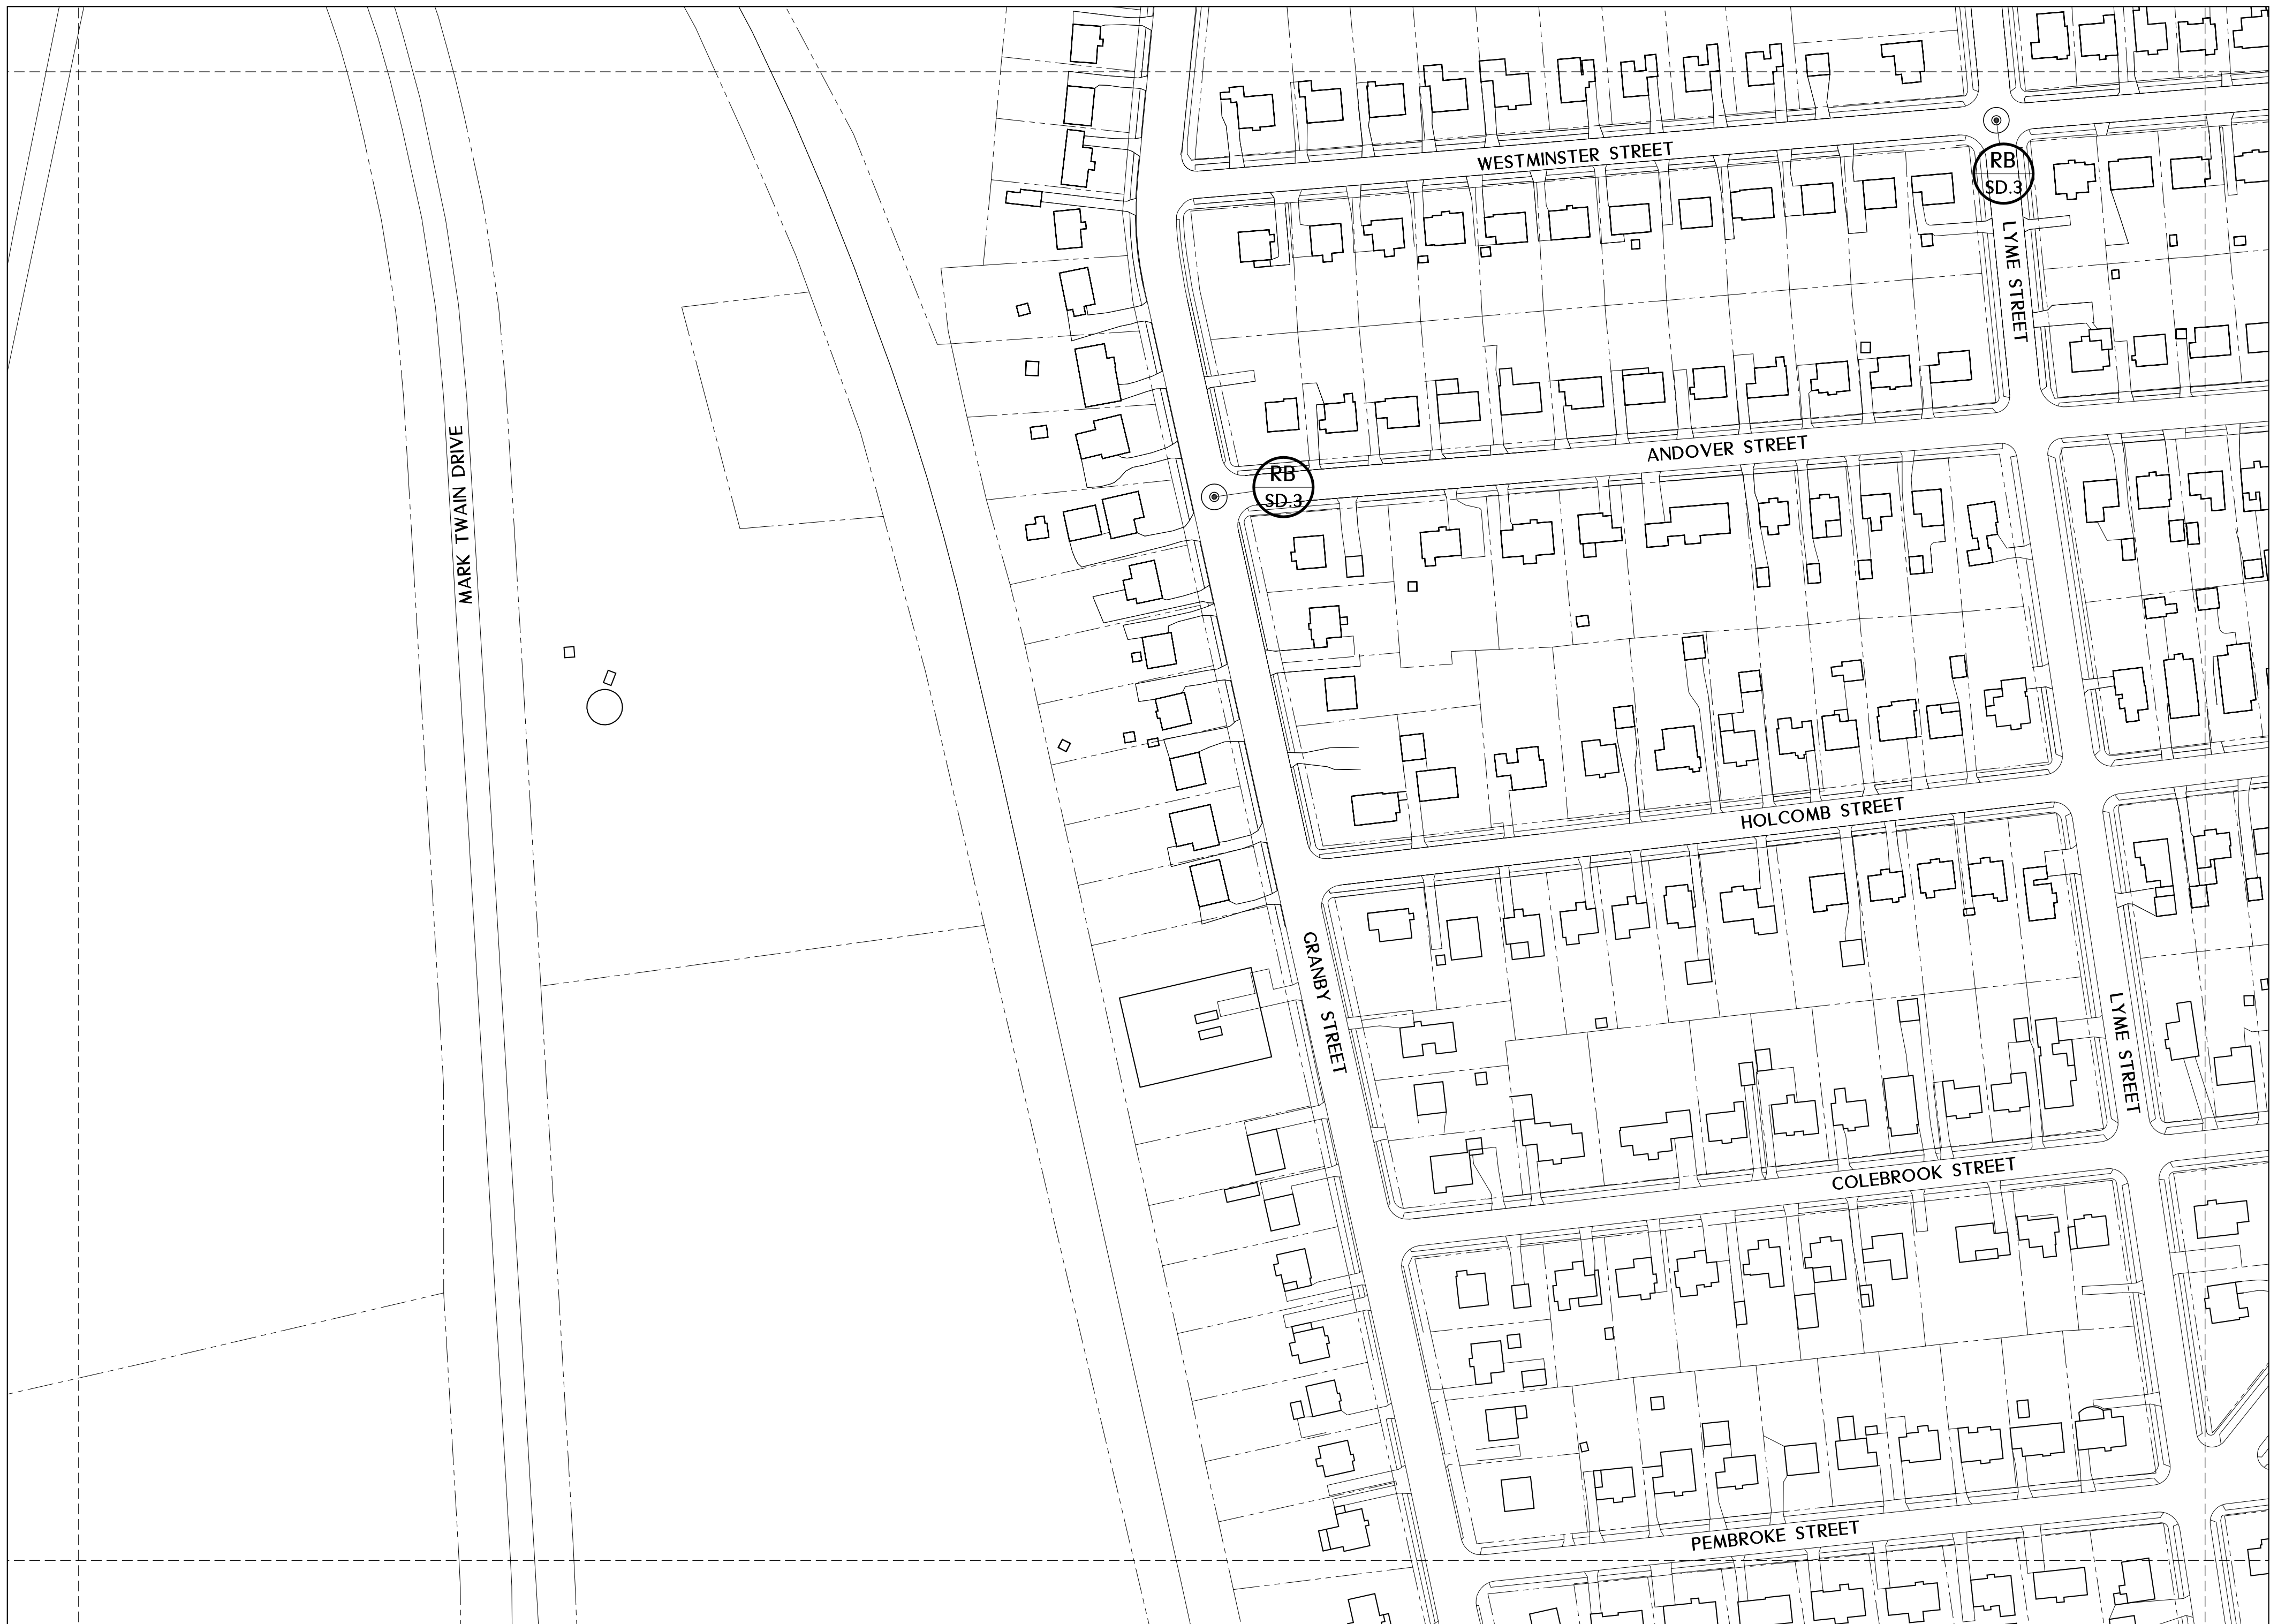 WESTMINSTER STREET
RB
SD.3
LYME STREET
ANDOVER STREET
RB
SD.3
MARK TWAIN DRIVE
HOLCOMB STREET
GRANBY STREET
LYME STREET
COLEBROOK STREET
PEMBROKE STREET